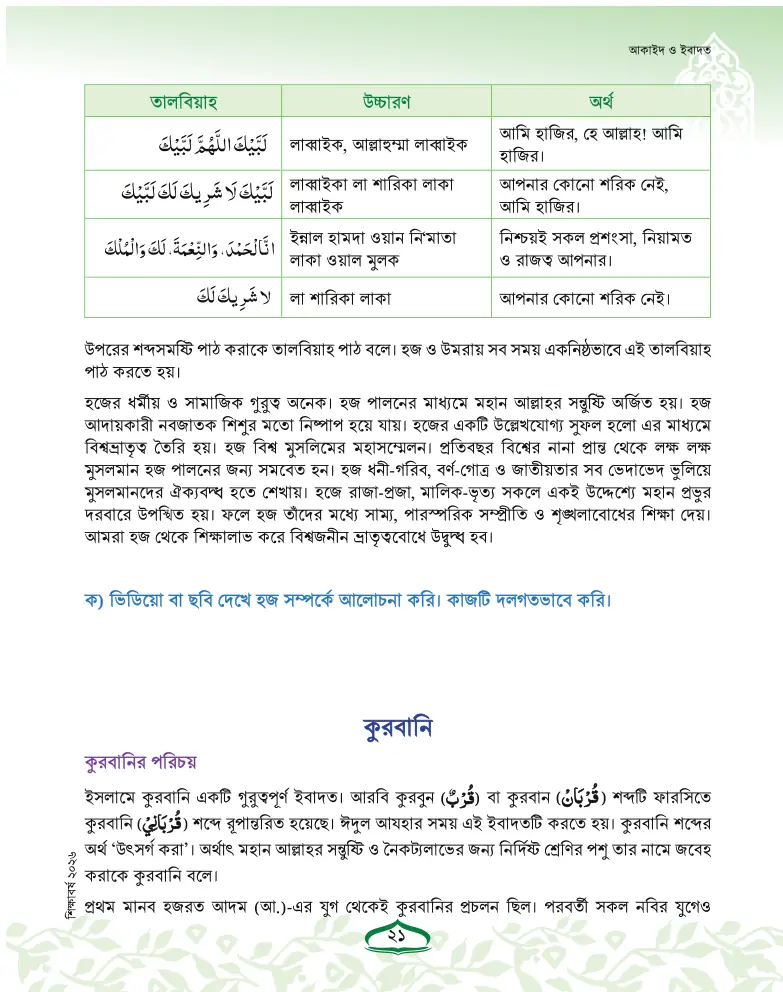 আকাইদ ও ইবাদত
তালবিয়াহ উচ্চারণ অর্থ
لَبَّيْكَ اللَّهُمَّ لَبَّيْكَ লাব্বাইক, আল্লাহুম্মা লাব্বাইক আমি হাজির, হে আল্লাহ! আমি
হাজির।
لَبَّيْكَ لَا شَرِيكَ لَكَ لَبَّيْكَ লাব্বাইকা লা শারিকা লাকা
লাব্বাইক আপনার কোনো শরিক নেই,
আমি হাজির।
انَّالْحَمْدَ، وَالنِّعْمَةَ، لَكَ وَالْمُلْكَ ইন্নাল হামদা ওয়ান নি‘মাতা
লাকা ওয়াল মুলক নিশ্চয়ই সকল প্রশংসা, নিয়ামত
ও রাজত্ব আপনার।
لا شَرِيكَ لَكَ লা শারিকা লাকা আপনার কোনো শরিক নেই।
উপরের শব্দসমষ্টি পাঠ করাকে তালবিয়াহ পাঠ বলে। হজ ও উমরায় সব সময় একনিষ্ঠভাবে এই তালবিয়াহ
পাঠ করতে হয়।
হজের ধর্মীয় ও সামাজিক গুরুত্ব অনেক। হজ পালনের মাধ্যমে মহান আল্লাহর সন্তুষ্টি অর্জিত হয়। হজ
আদায়কারী নবজাতক শিশুর মতো নিষ্পাপ হয়ে যায়। হজের একটি উল্লেখযোগ্য সুফল হলো এর মাধ্যমে
বিশ্বভ্রাতৃত্ব তৈরি হয়। হজ বিশ্ব মুসলিমের মহাসম্মেলন। প্রতিবছর বিশ্বের নানা প্রান্ত থেকে লক্ষ লক্ষ
মুসলমান হজ পালনের জন্য সমবেত হন। হজ ধনী-গরিব, বর্ণ-গোত্র ও জাতীয়তার সব ভেদাভেদ ভুলিয়ে
মুসলমানদের ঐক্যবদ্ধ হতে শেখায়। হজে রাজা-প্রজা, মালিক-ভৃত্য সকলে একই উদ্দেশ্যে মহান প্রভুর
দরবারে উপস্থিত হয়। ফলে হজ তাঁদের মধ্যে সাম্য, পারস্পরিক সম্প্রীতি ও শৃঙ্খলাবোধের শিক্ষা দেয়।
আমরা হজ থেকে শিক্ষালাভ করে বিশ্বজনীন ভ্রাতৃত্ববোধে উদ্বুদ্ধ হব।
ক) ভিডিয়ো বা ছবি দেখে হজ সম্পর্কে আলোচনা করি। কাজটি দলগতভাবে করি।
কুরবানি
কুরবানির পরিচয়
ইসলামে কুরবানি একটি গুরুত্বপূর্ণ ইবাদত। আরবি কুরবুন (قُرْبٌ) বা কুরবান (قُرْبَانْ) শব্দটি ফারসিতে
কুরবানি (قُرْبَانِيْ) শব্দে রূপান্তরিত হয়েছে। ঈদুল আযহার সময় এই ইবাদতটি করতে হয়। কুরবানি শব্দের
অর্থ ‘উৎসর্গ করা’। অর্থাৎ মহান আল্লাহর সন্তুষ্টি ও নৈকট্যলাভের জন্য নির্দিষ্ট শ্রেণির পশু তার নামে জবেহ
করাকে কুরবানি বলে।
প্রথম মানব হজরত আদম (আ.)-এর যুগ থেকেই কুরবানির প্রচলন ছিল। পরবর্তী সকল নবির যুগেও
শিক্ষাবর্ষ ২০২৬
২১